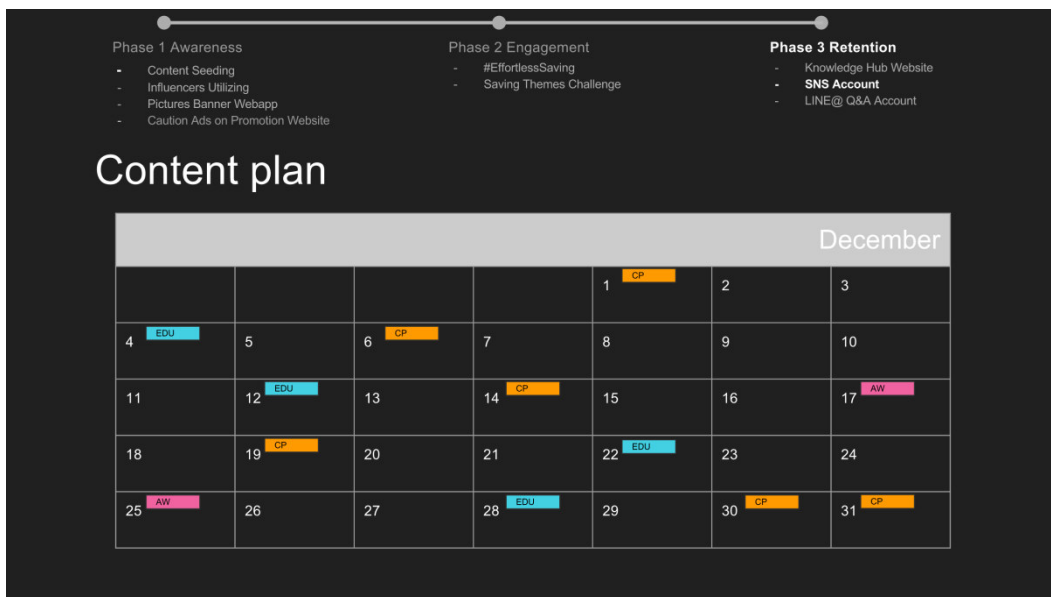 Phase 1 Awareness
- Content Seeding
- Influencers Utilizing
- Pictures Banner Webapp
- Caution Ads on Promotion Website
Phase 2 Engagement
- #EffortlessSaving
- Saving Themes Challenge
Phase 3 Retention
- Knowledge Hub Website
- SNS Account
- LINE@ Q&A Account
Content plan
December
1 CP 2 3
4 EDU 5 6 CP 7 8 9 10
11 12 EDU 13 14 CP 15 16 17 AW
18 19 CP 20 21 22 EDU 23 24
25 AW 26 27 28 EDU 29 30 CP 31 CP